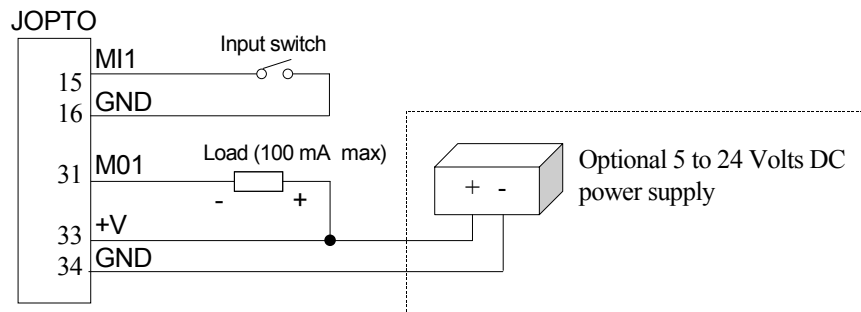 JOPTO
Input switch
15 MI1
16 GND
Load (100 mA max)
31 M01
- +
33 +V
34 GND
+ -
Optional 5 to 24 Volts DC
power supply